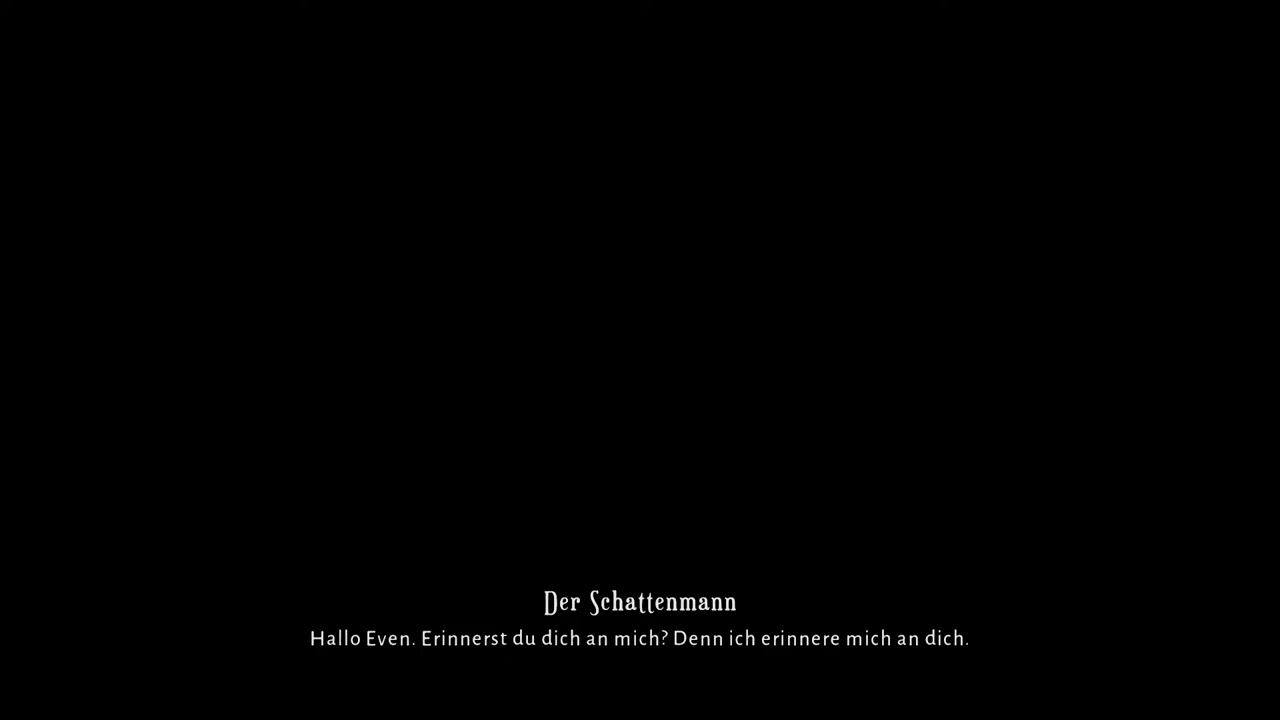 Der Schattenmann
Hallo Even. Erinnerst du dich an mich? Denn ich erinnere mich an dich.